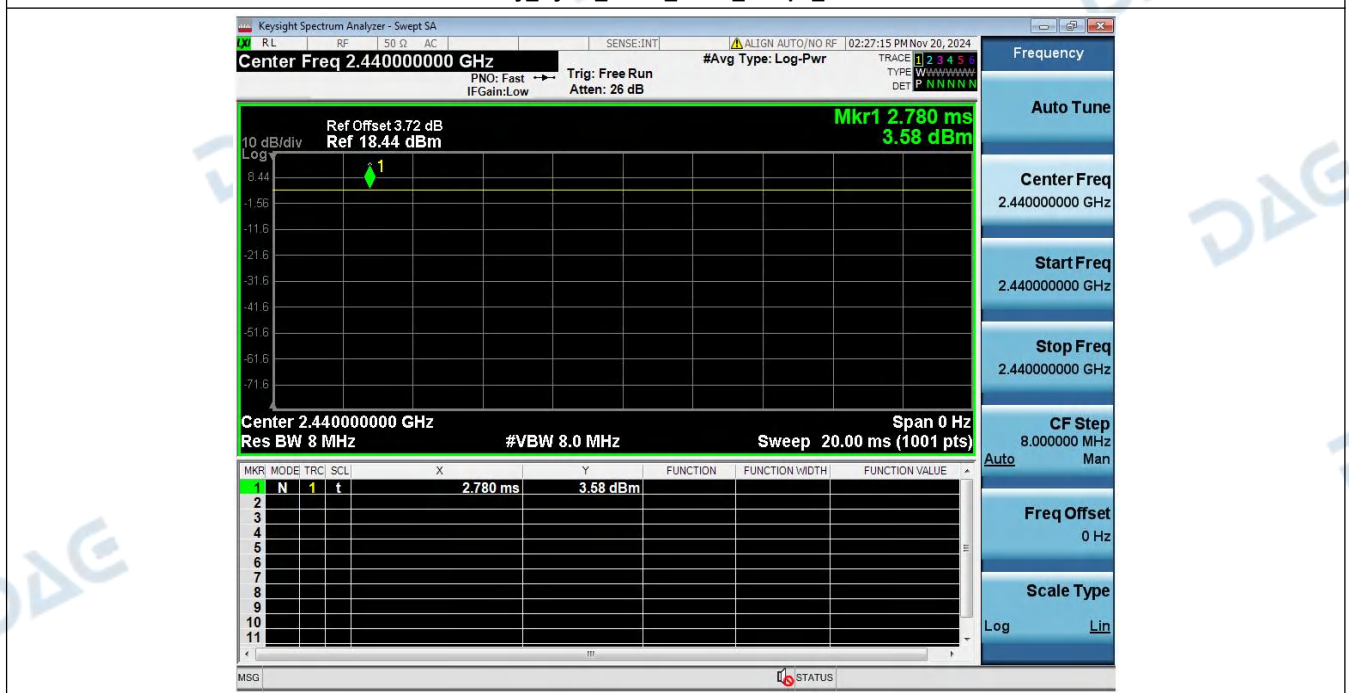 Keysight Spectrum Analyzer - Swept SA
LXI RL RF 50 Ω AC SENSE:INT ALIGN AUTO/NO RF 02:27:15 PM Nov 20, 2024
Center Freq 2.440000000 GHz
PNO: Fast
IFGain:Low
Trig: Free Run
Atten: 26 dB
#Avg Type: Log-Pwr
TRACE 1 2 3 4 5 6
TYPE WWWWWW
DET P N N N N N
Mkr1 2.780 ms
3.58 dBm
Ref Offset 3.72 dB
10 dB/div Ref 18.44 dBm
Log
1
8.44
-1.56
-11.6
-21.6
-31.6
-41.6
-51.6
-61.6
-71.6
Center 2.440000000 GHz Span 0 Hz
Res BW 8 MHz #VBW 8.0 MHz Sweep 20.00 ms (1001 pts)
MKR MODE TRC SCL X Y FUNCTION FUNCTION WIDTH FUNCTION VALUE
1 N 1 t 2.780 ms 3.58 dBm
2
3
4
5
6
7
8
9
10
11
MSG STATUS
Frequency
Auto Tune
Center Freq
2.440000000 GHz
Start Freq
2.440000000 GHz
Stop Freq
2.440000000 GHz
CF Step
8.000000 MHz
Auto Man
Freq Offset
0 Hz
Scale Type
Log Lin
DAG
DAG